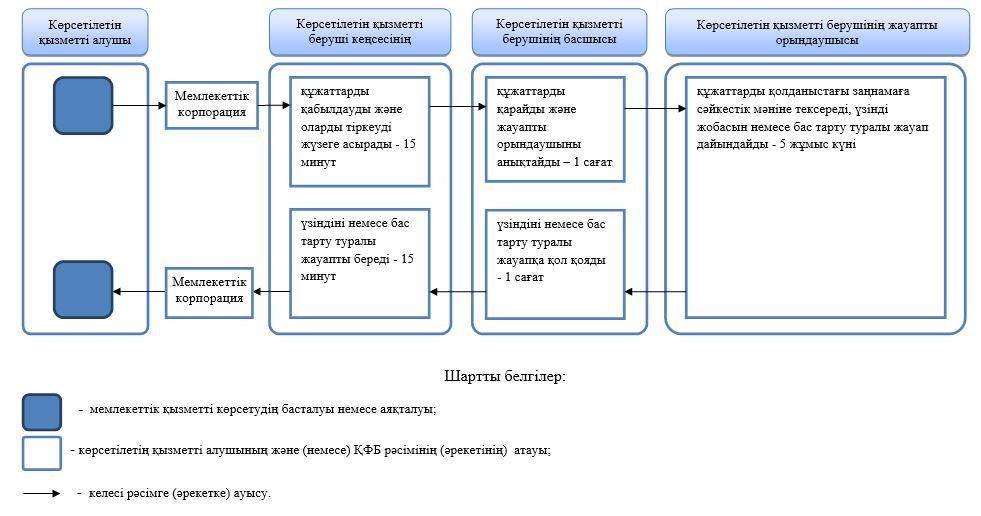 Көрсетілетін
қызметті алушы
Көрсетілетін қызметті
беруші кеңсесінің
Көрсетілетін қызметті
берушінің басшысы
Көрсетілетін қызметті берушінің жауапты
орындаушысы
Мемлекеттік
корпорация
құжаттарды
қабылдауды және
оларды тіркеуді
жүзеге асырады - 15
минут
құжаттарды
қарайды және
жауапты
орындаушыны
анықтайды – 1 сағат
құжаттарды қолданыстағы заңнамаға
сәйкестік мәніне тексереді, үзінді
жобасын немесе бас тарту туралы жауап
дайындайды - 5 жұмыс күні
Мемлекеттік
корпорация
үзіндіні немесе бас
тарту туралы
жауапты береді - 15
минут
үзіндіні немесе бас
тарту туралы
жауапқа қол қояды
- 1 сағат
Шартты белгілер:
- мемлекеттік қызметті көрсетудің басталуы немесе аяқталуы;
- көрсетілетін қызметті алушының және (немесе) ҚФБ рәсімінің (әрекетінің) атауы;
- келесі рәсімге (әрекетке) ауысу.